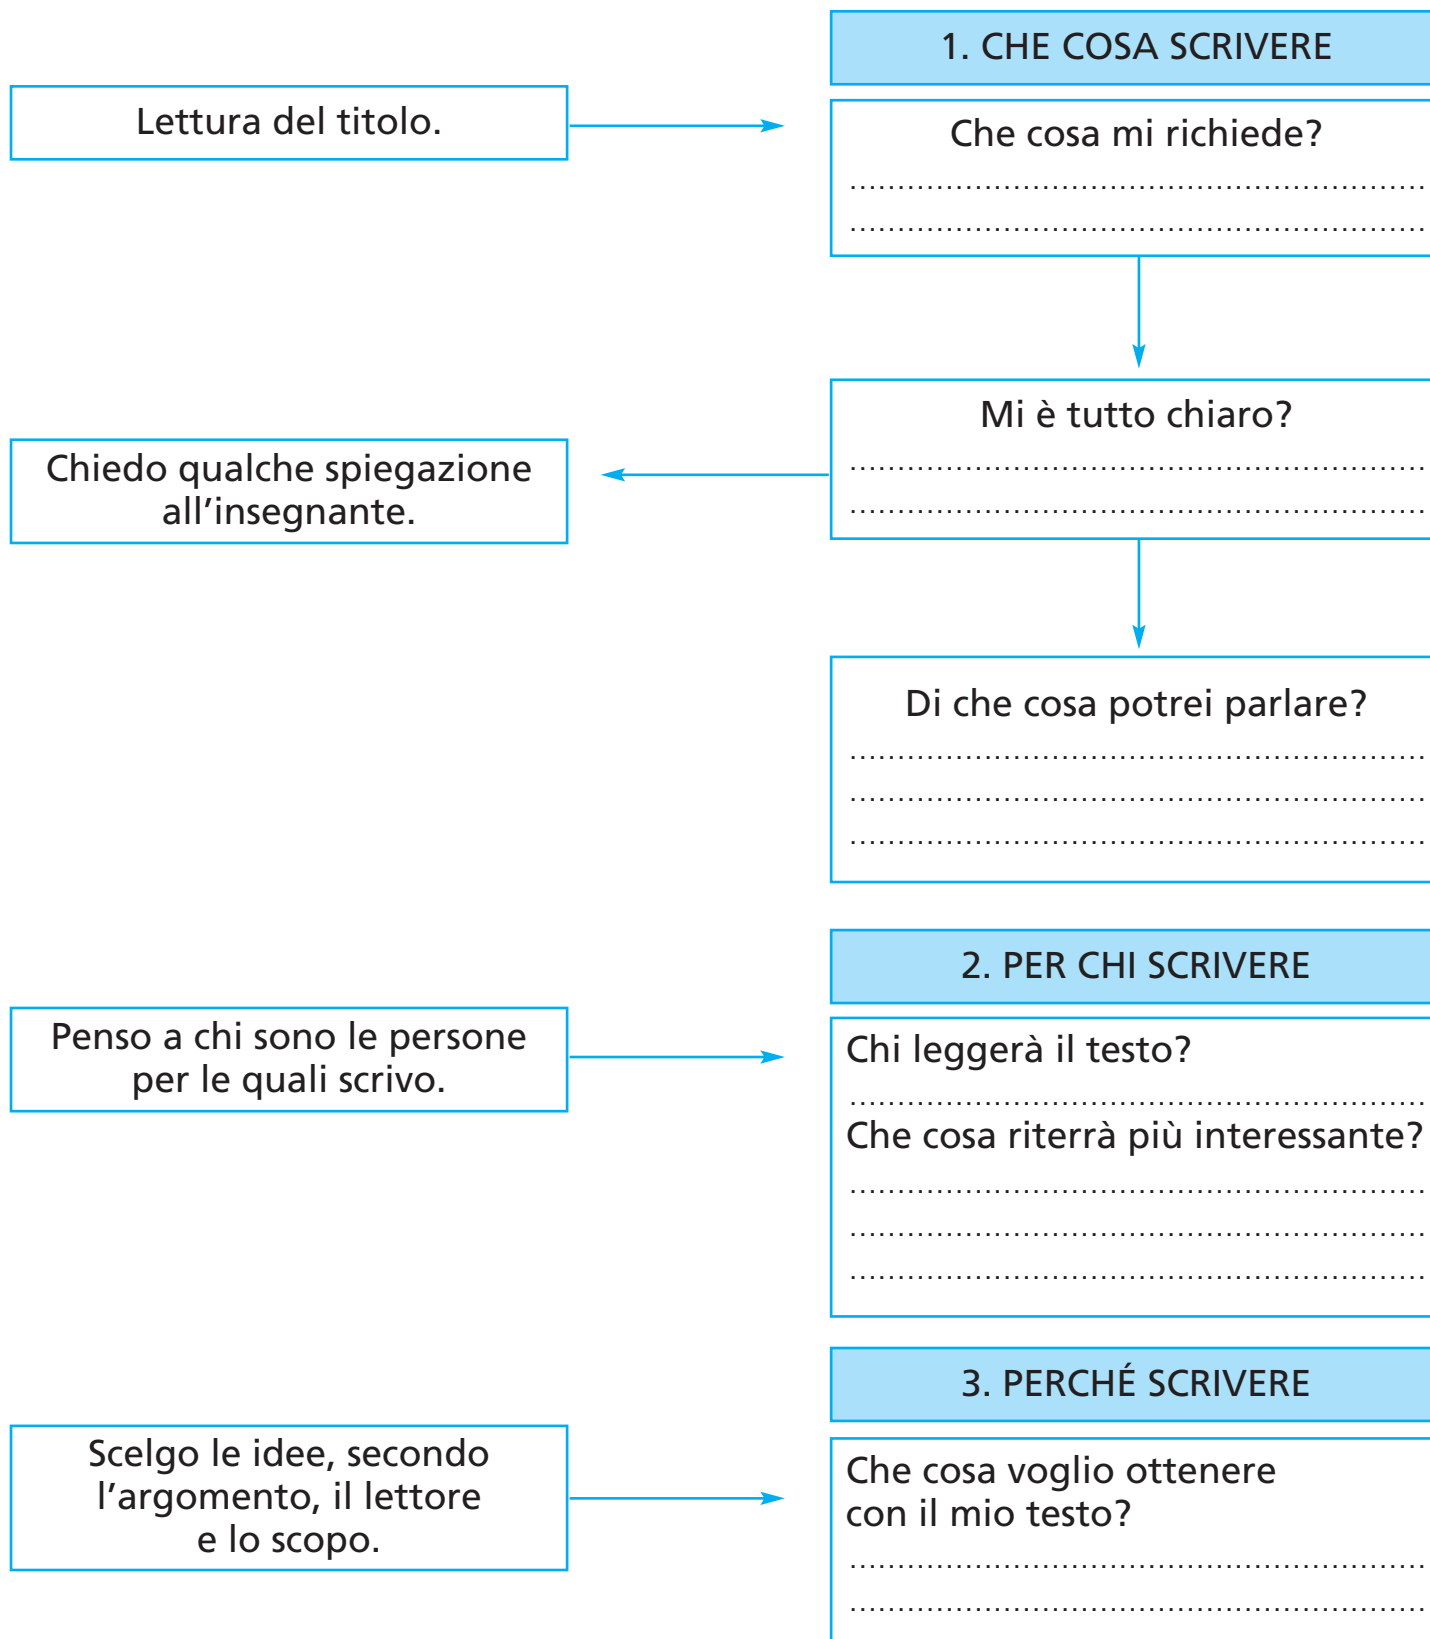 1. CHE COSA SCRIVERE
Lettura del titolo.
Che cosa mi richiede?
............................................................
............................................................
Mi è tutto chiaro?
............................................................
............................................................
Chiedo qualche spiegazione
all'insegnante.
Di che cosa potrei parlare?
............................................................
............................................................
............................................................
2. PER CHI SCRIVERE
Penso a chi sono le persone
per le quali scrivo.
Chi leggerà il testo?
............................................................
Che cosa riterrà più interessante?
............................................................
............................................................
............................................................
3. PERCHÉ SCRIVERE
Scelgo le idee, secondo
l'argomento, il lettore
e lo scopo.
Che cosa voglio ottenere
con il mio testo?
............................................................
............................................................